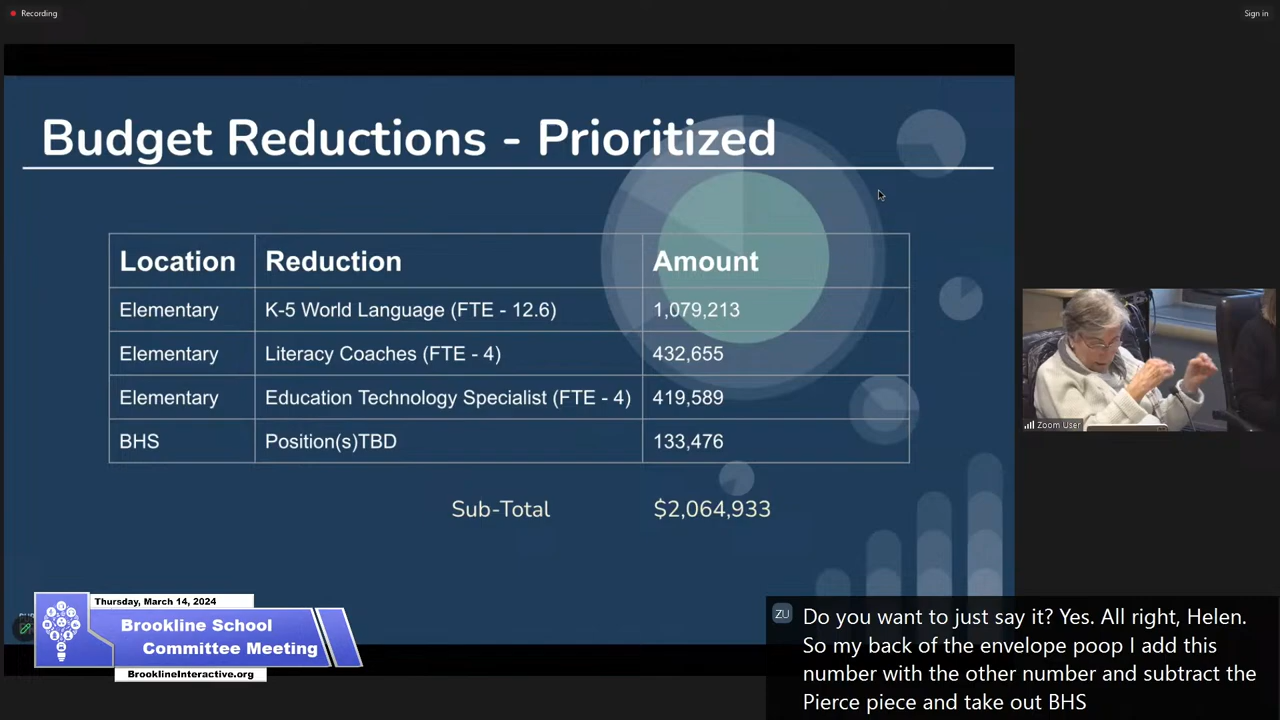 Recording
Sign in
Budget Reductions - Prioritized
Location Reduction Amount
Elementary K-5 World Language (FTE - 12.6) 1,079,213
Elementary Literacy Coaches (FTE - 4) 432,655
Elementary Education Technology Specialist (FTE - 4) 419,589
BHS Position(s)TBD 133,476
Sub-Total $2,064,933
Zoom User
Thursday, March 14, 2024
Brookline School
Committee Meeting
BrooklineInteractive.org
ZU
Do you want to just say it? Yes. All right, Helen.
So my back of the envelope poop I add this
number with the other number and subtract the
Pierce piece and take out BHS